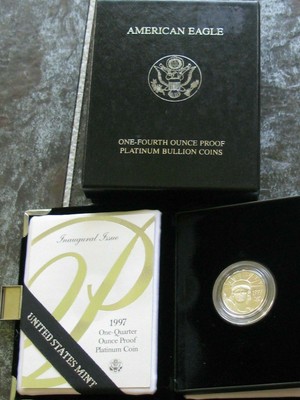 AMERICAN EAGLE
ONE-FOURTH OUNCE PROOF
PLATINUM BULLION COINS
Inaugural Issue
P
1997
One-Quarter
Ounce Proof
Platinum Coin
UNITED STATES MINT